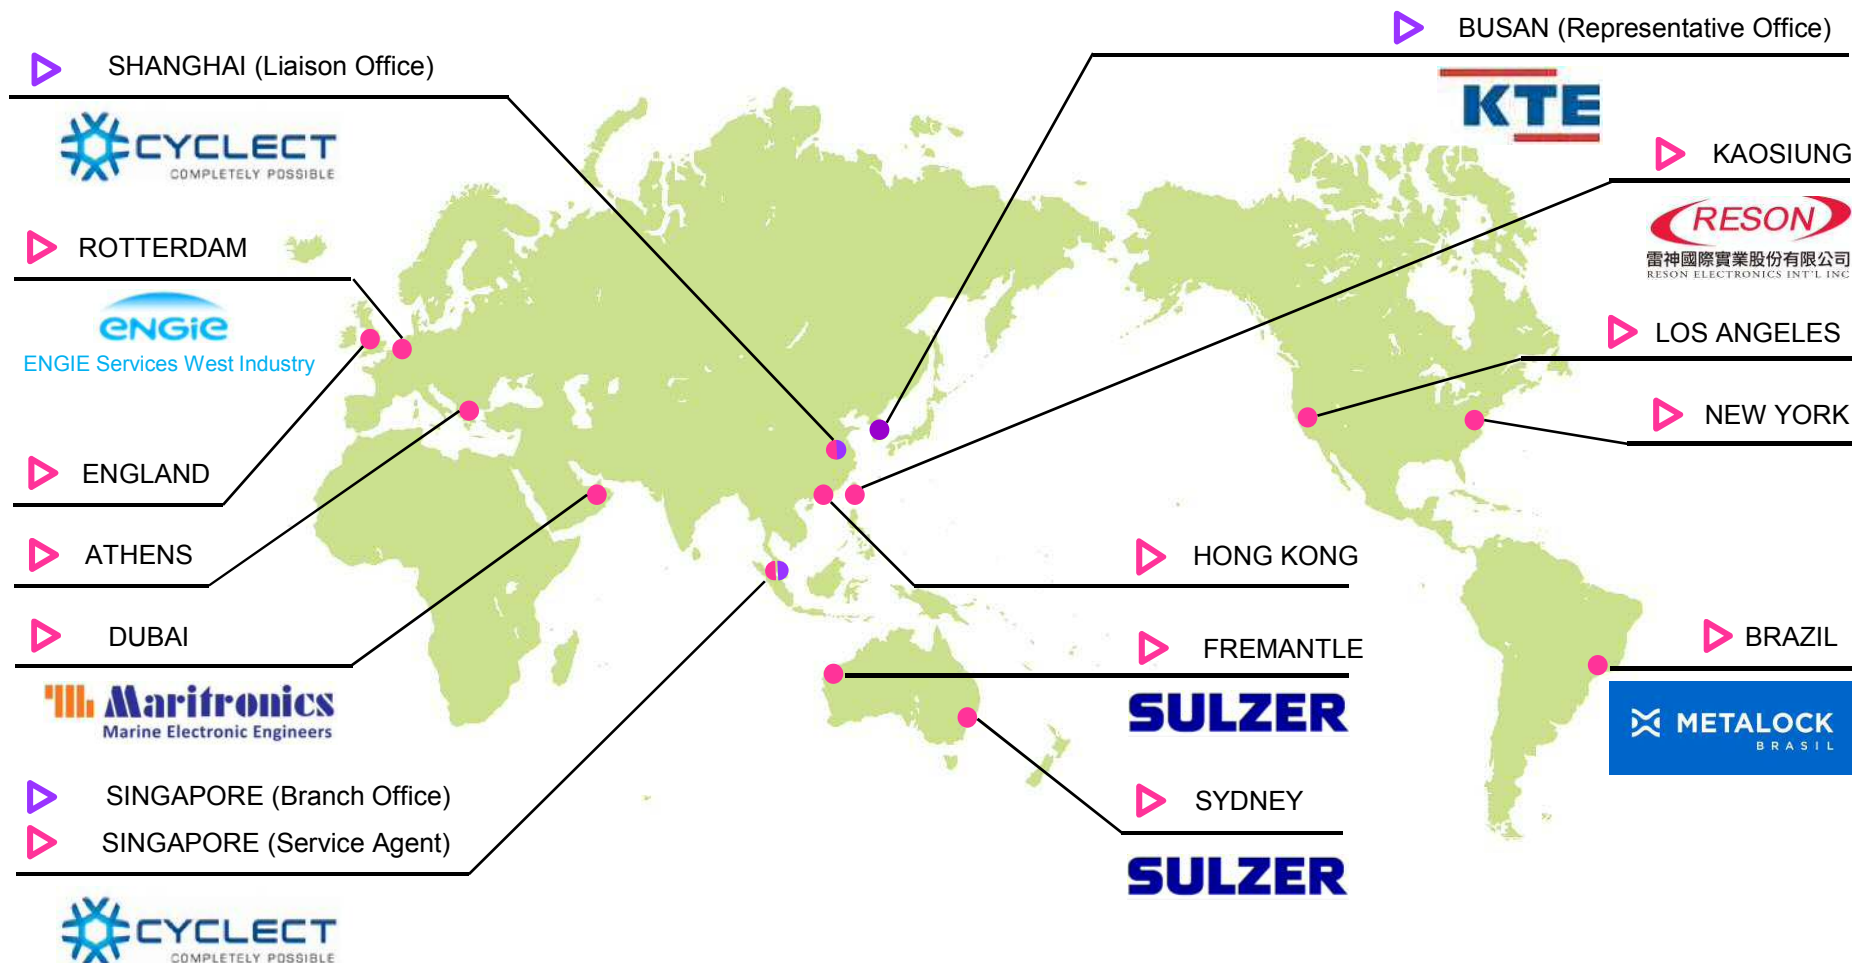 SHANGHAI (Liaison Office)
CYCLECT
COMPLETELY POSSIBLE
ROTTERDAM
ENGIE
ENGIE Services West Industry
ENGLAND
ATHENS
DUBAI
Maritronics
Marine Electronic Engineers
SINGAPORE (Branch Office)
SINGAPORE (Service Agent)
CYCLECT
COMPLETELY POSSIBLE
BUSAN (Representative Office)
KTE
KAOSIUNG
RESON
雷神國際實業股份有限公司
RESON ELECTRONICS INT'L INC
LOS ANGELES
NEW YORK
HONG KONG
FREMANTLE
SULZER
SYDNEY
SULZER
BRAZIL
METALOCK
BRASIL